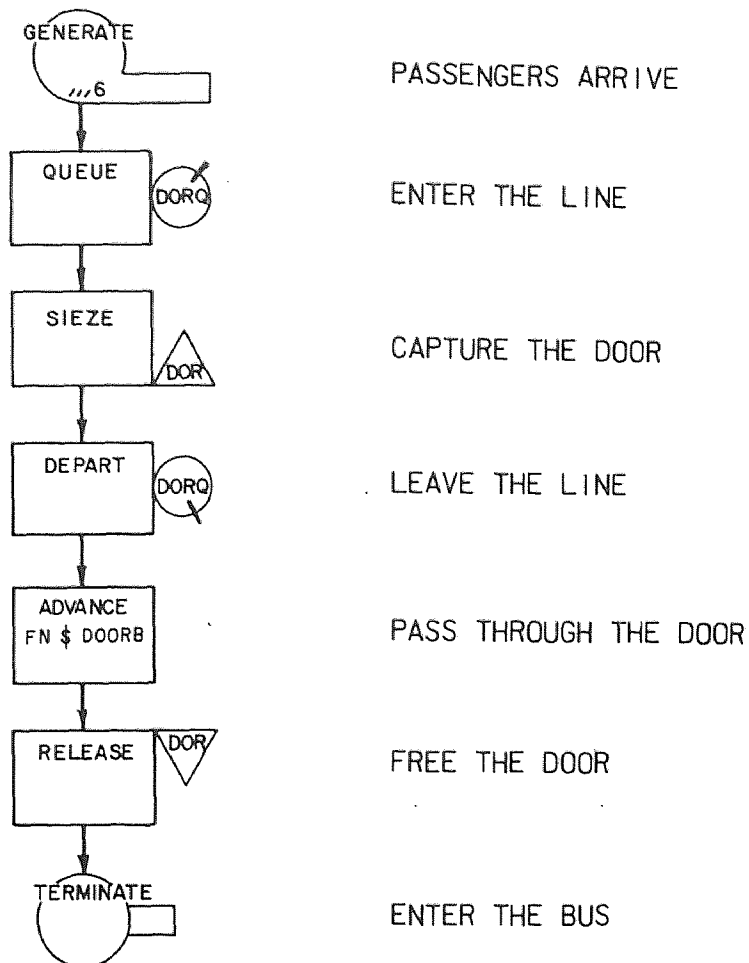 GENERATE
,,,6
PASSENGERS ARRIVE
QUEUE
DORQ
ENTER THE LINE
SIEZE
DOR
CAPTURE THE DOOR
DEPART
DORQ
LEAVE THE LINE
ADVANCE
FN $ DOORB
PASS THROUGH THE DOOR
RELEASE
DOR
FREE THE DOOR
TERMINATE
ENTER THE BUS